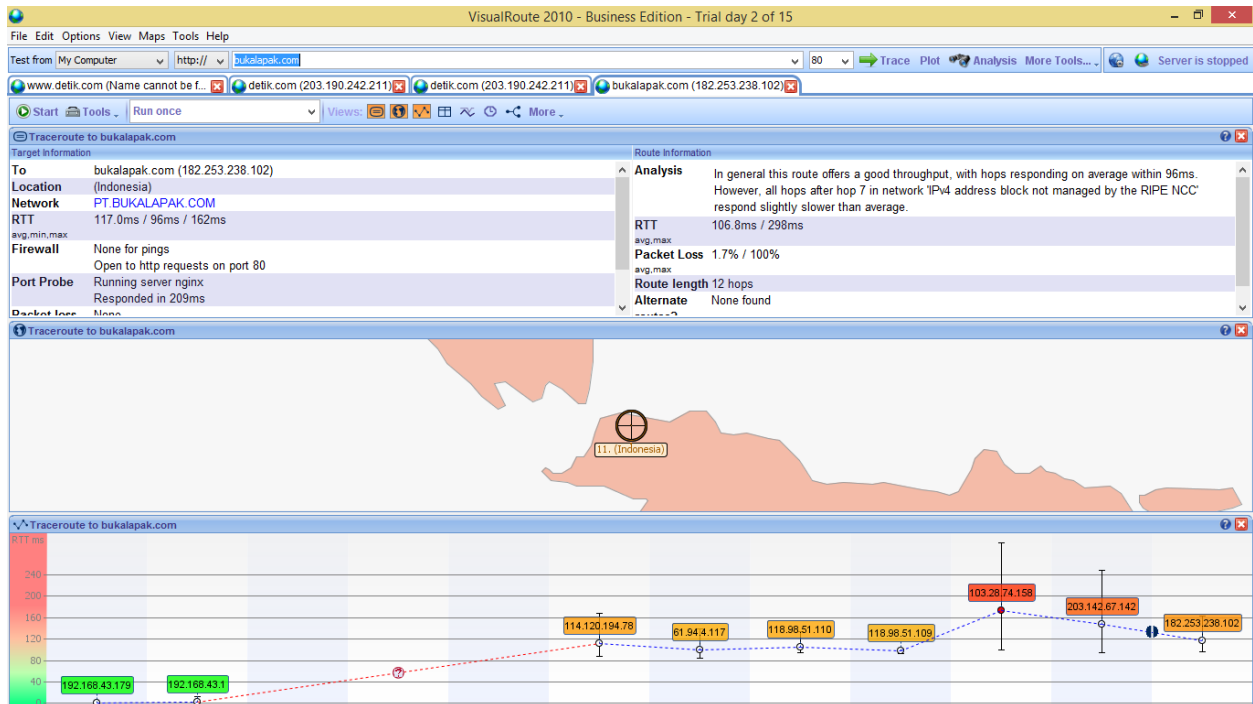 VisualRoute 2010 - Business Edition - Trial day 2 of 15
File Edit Options View Maps Tools Help
Test from My Computer http:// bukalapak.com 80 Trace Plot Analysis More Tools... Server is stopped
www.detik.com (Name cannot be f... detik.com (203.190.242.211) detik.com (203.190.242.211) bukalapak.com (182.253.238.102)
Start Tools Run once Views: More
Traceroute to bukalapak.com
Target Information Route Information
To bukalapak.com (182.253.238.102)
Location (Indonesia)
Network PT.BUKALAPAK.COM
RTT 117.0ms / 96ms / 162ms
avg,min,max
Firewall None for pings
Open to http requests on port 80
Port Probe Running server nginx
Responded in 209ms
Packet loss None
Analysis In general this route offers a good throughput, with hops responding on average within 96ms.
However, all hops after hop 7 in network 'IPv4 address block not managed by the RIPE NCC'
respond slightly slower than average.
RTT 106.8ms / 298ms
avg,max
Packet Loss 1.7% / 100%
avg,max
Route length 12 hops
Alternate None found
Traceroute to bukalapak.com
11. (Indonesia)
Traceroute to bukalapak.com
RTT ms
240
200
160
120
80
40
0
192.168.43.179
192.168.43.1
?
114.120.194.78
61.94.4.117
118.98.51.110
118.98.51.109
103.28.74.158
203.142.67.142
182.253.238.102